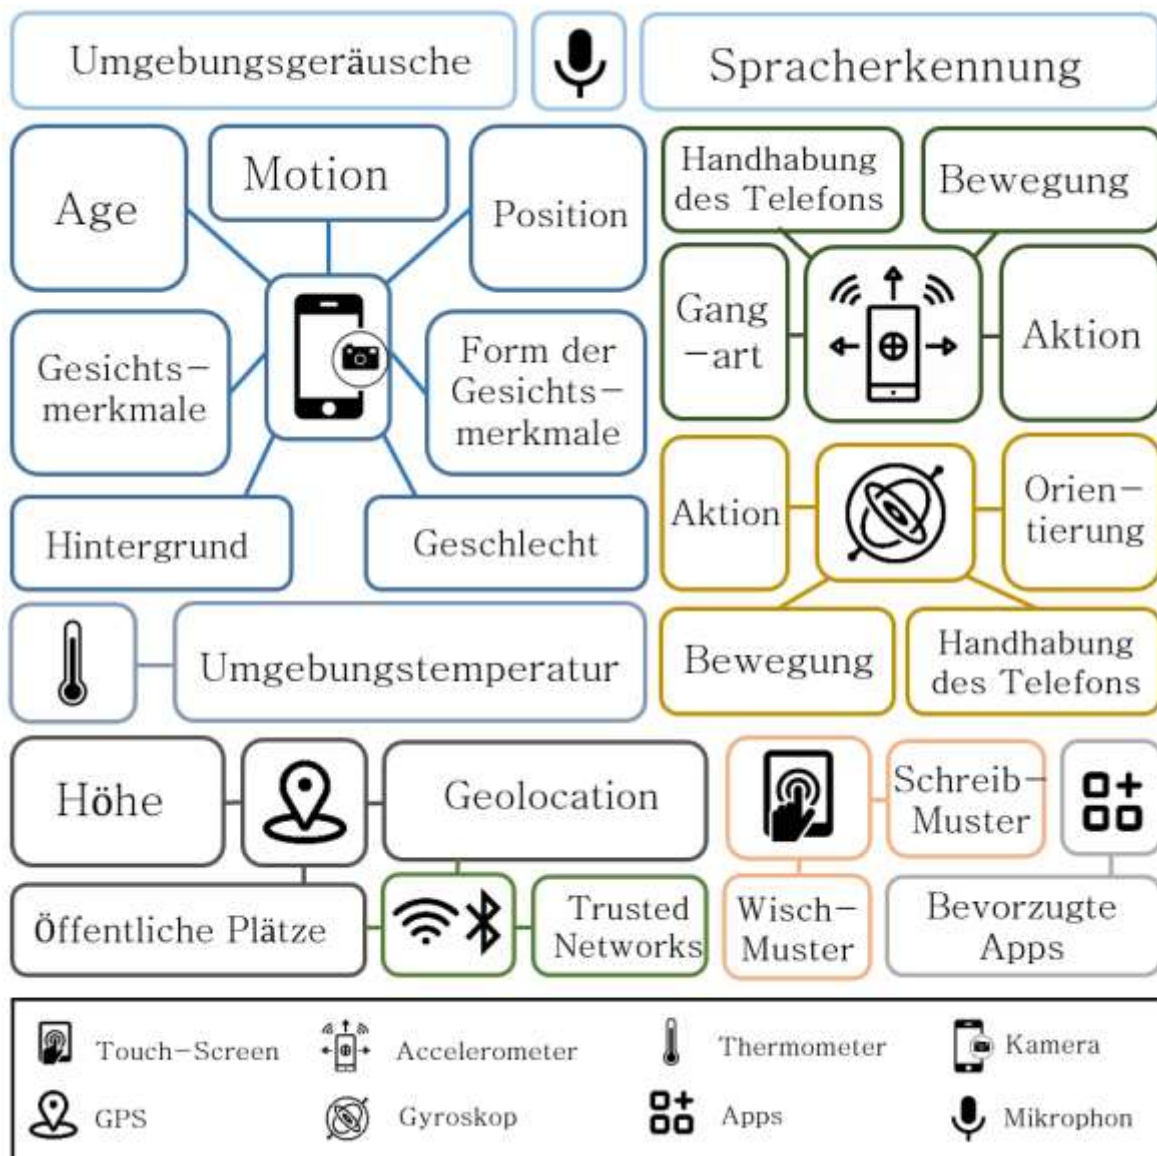 Umgebungsgeräusche
Spracherkennung
Age
Motion
Position
Gesichts-
merkmale
Form der
Gesichts-
merkmale
Hintergrund
Geschlecht
Handhabung
des Telefons
Bewegung
Gang
-art
Aktion
Aktion
Orien-
tierung
Bewegung
Handhabung
des Telefons
Umgebungstemperatur
Höhe
Geolocation
Schreib-
Muster
öffentliche Plätze
Trusted
Networks
Wisch-
Muster
Bevorzugte
Apps
Touch-Screen
Accelerometer
Thermometer
Kamera
GPS
Gyroskop
Apps
Mikrophon